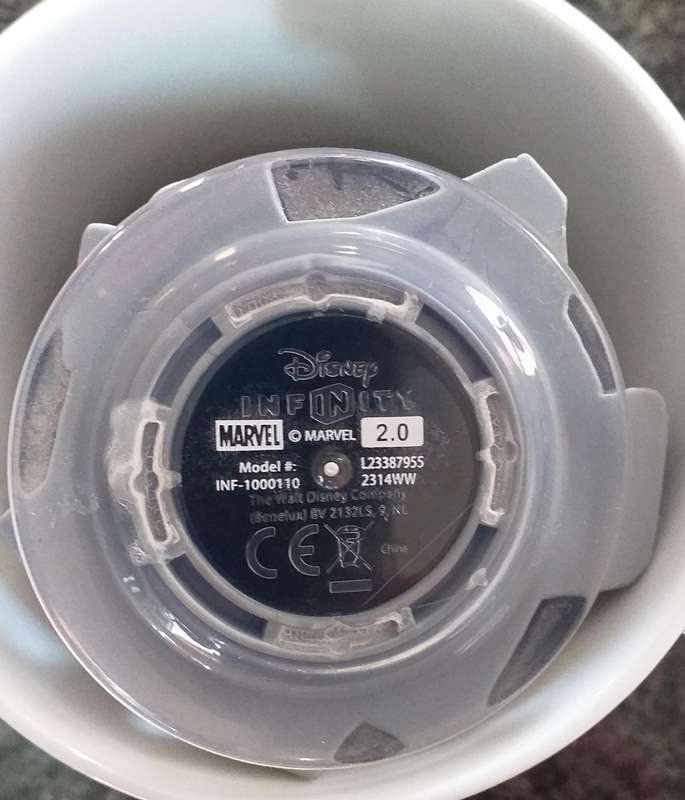 Disney
INFINITY
MARVEL © MARVEL 2.0
Model #: L23387955
INF-1000110 2314WW
The Walt Disney Company
(Benelux) BV 2132LS, 9, NL
CE China